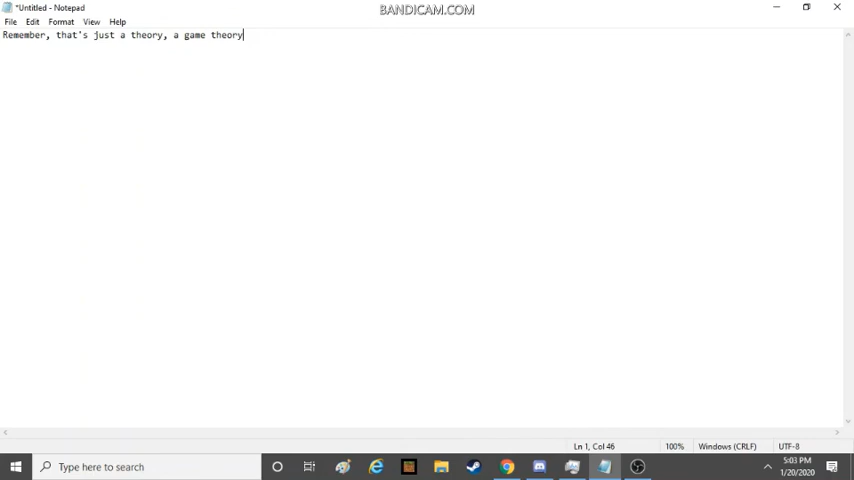 *Untitled - Notepad
BANDICAM.COM
File Edit Format View Help
Remember, that's just a theory, a game theory
Ln 1, Col 46 100% Windows (CRLF) UTF-8
Type here to search
5:03 PM
1/20/2020